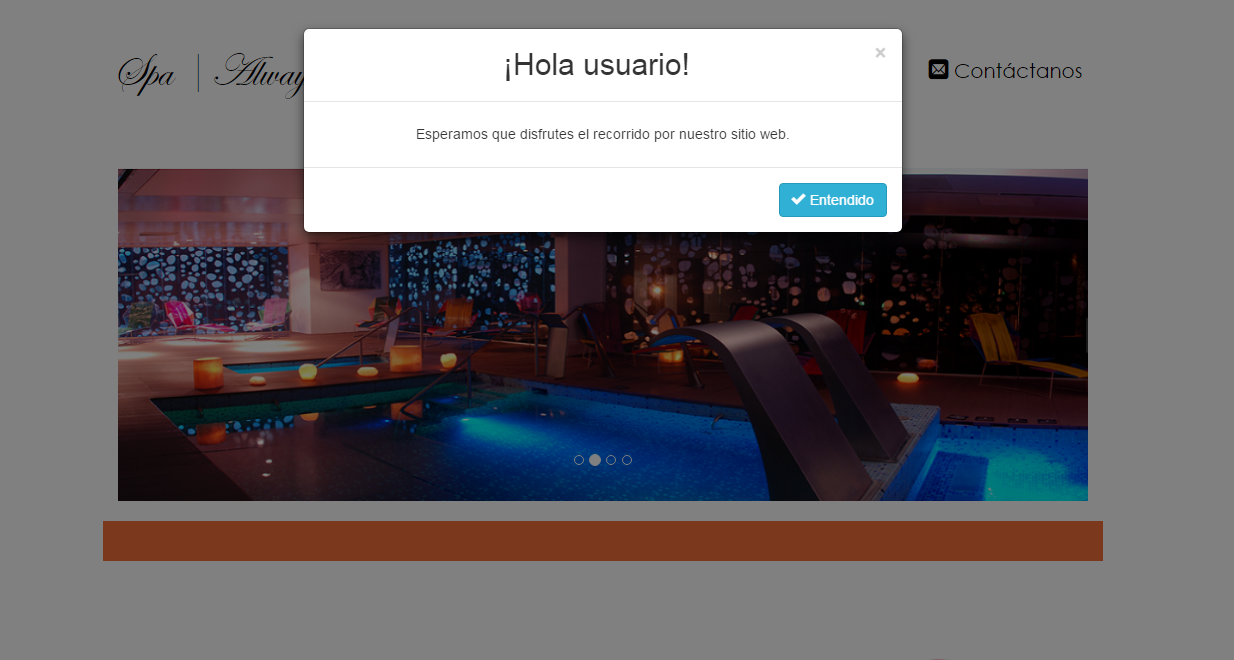 ¡Hola usuario!
×
Spa | Alway
Contáctanos
Esperamos que disfrutes el recorrido por nuestro sitio web.
Entendido